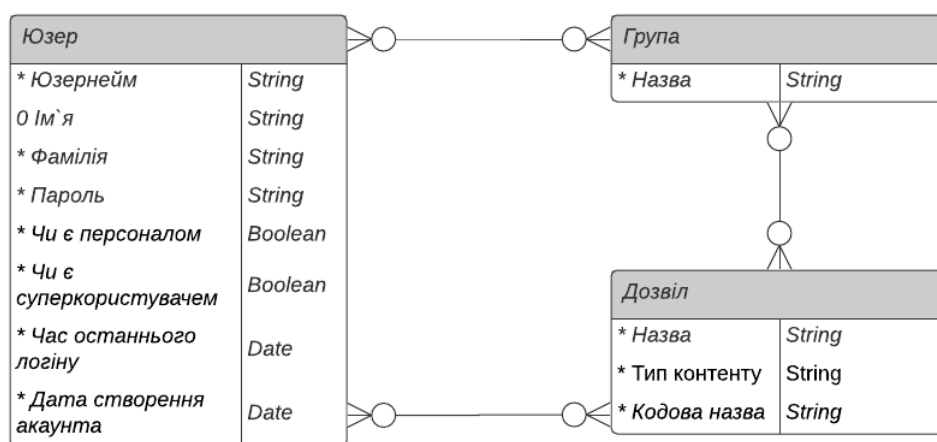 Юзер
* Юзернейм String
0 Ім`я String
* Фамілія String
* Пароль String
* Чи є персоналом Boolean
* Чи є
суперкористувачем Boolean
* Час останнього
логіну Date
* Дата створення
акаунта Date
Група
* Назва String
Дозвіл
* Назва String
* Тип контенту String
* Кодова назва String